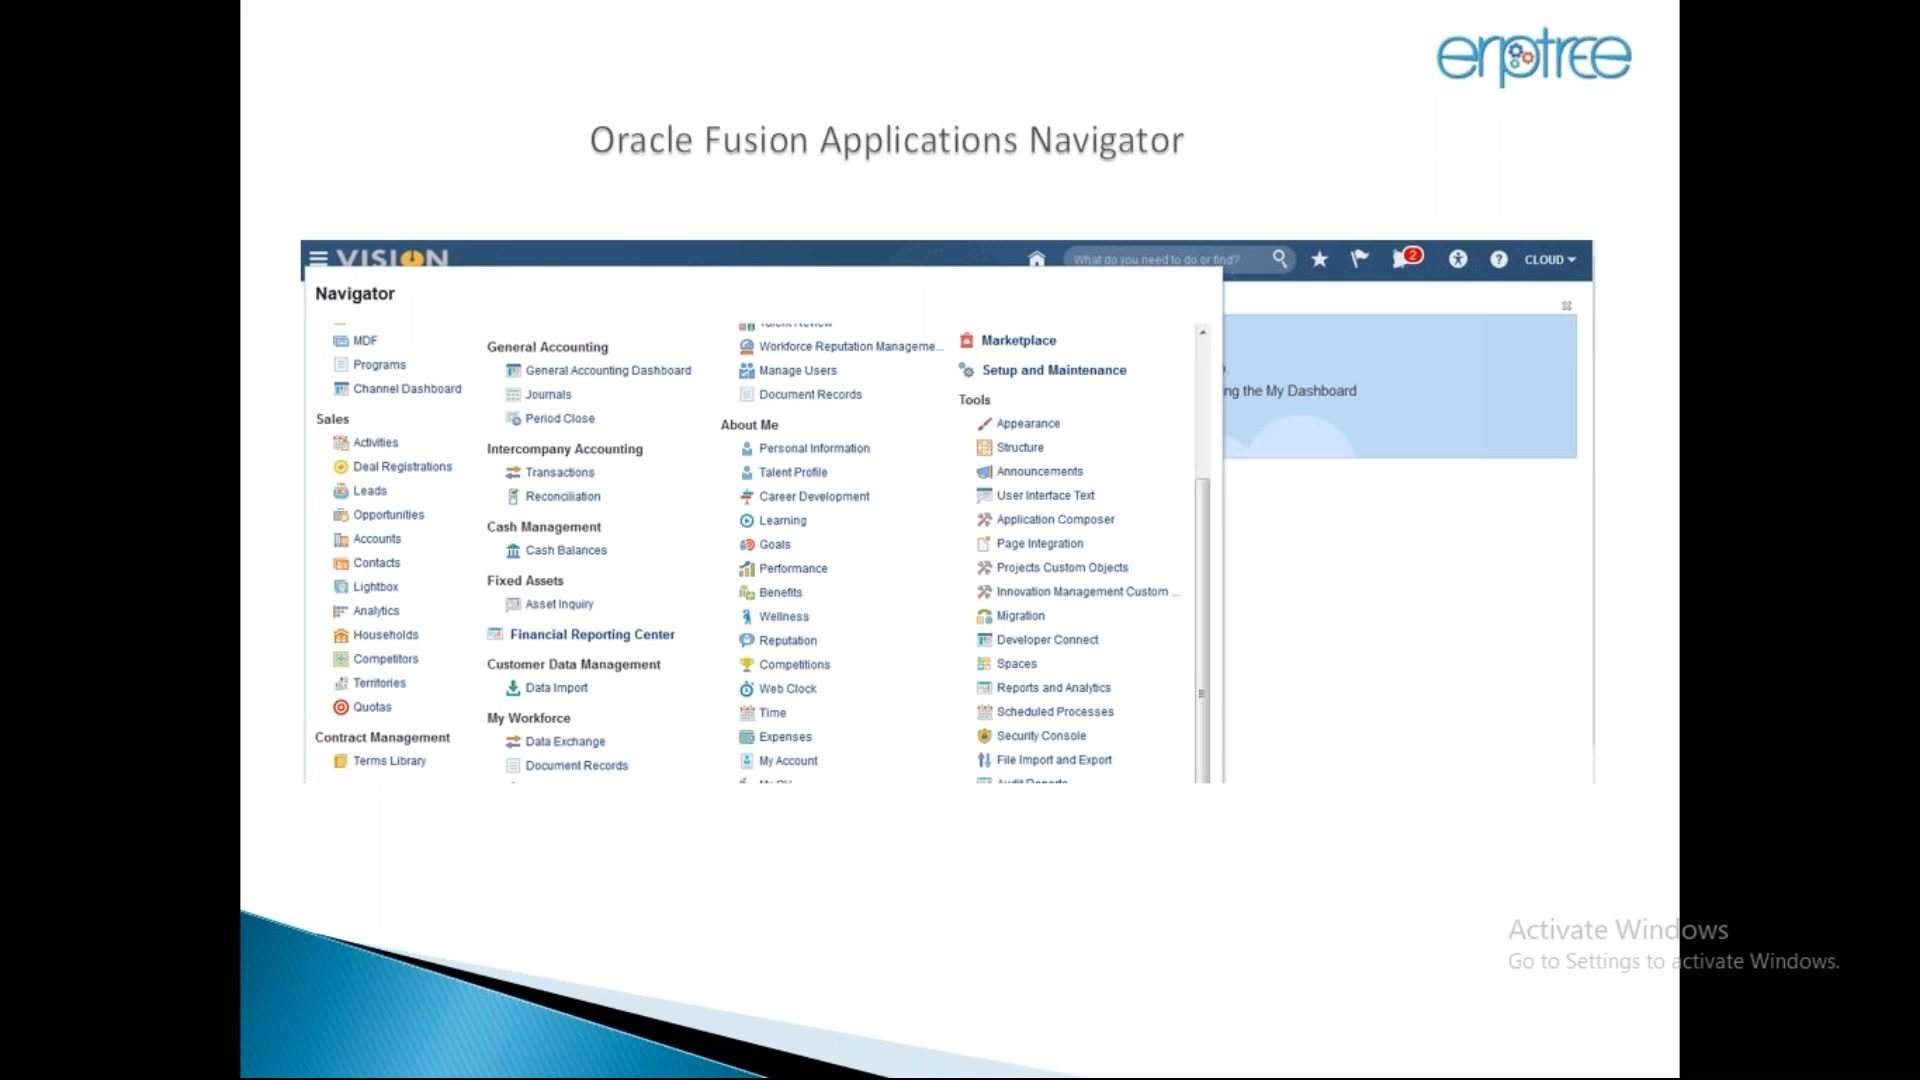 erptree
Oracle Fusion Applications Navigator
VISION
What do you need to do or find?
2
CLOUD
Navigator
MDF
Programs
Channel Dashboard
Sales
Activities
Deal Registrations
Leads
Opportunities
Accounts
Contacts
Lightbox
Analytics
Households
Competitors
Territories
Quotas
Contract Management
Terms Library
General Accounting
General Accounting Dashboard
Journals
Period Close
Intercompany Accounting
Transactions
Reconciliation
Cash Management
Cash Balances
Fixed Assets
Asset Inquiry
Financial Reporting Center
Customer Data Management
Data Import
My Workforce
Data Exchange
Document Records
Talent Review
Workforce Reputation Manageme...
Manage Users
Document Records
About Me
Personal Information
Talent Profile
Career Development
Learning
Goals
Performance
Benefits
Wellness
Reputation
Competitions
Web Clock
Time
Expenses
My Account
Marketplace
Setup and Maintenance
Tools
Appearance
Structure
Announcements
User Interface Text
Application Composer
Page Integration
Projects Custom Objects
Innovation Management Custom ...
Migration
Developer Connect
Spaces
Reports and Analytics
Scheduled Processes
Security Console
File Import and Export
Audit Reports
ng the My Dashboard
Activate Windows
Go to Settings to activate Windows.